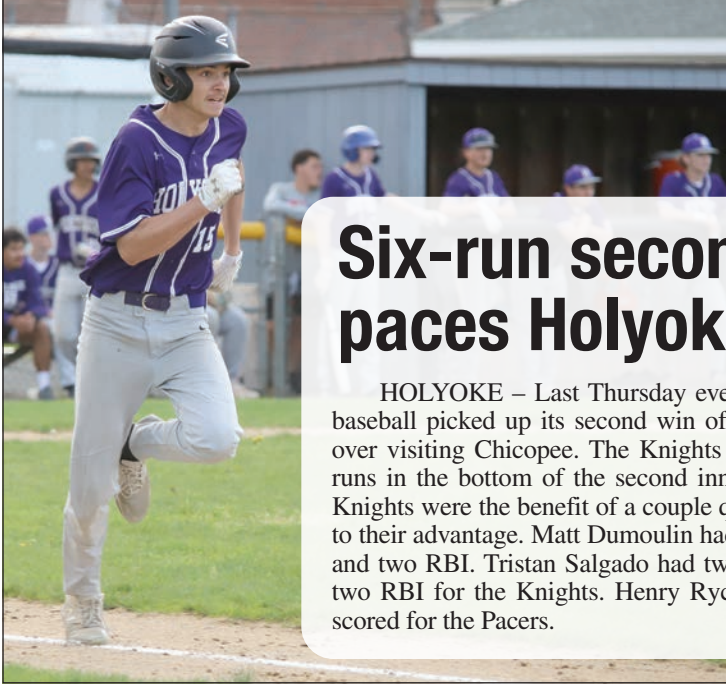 HOLYOKE
15
Six-run secon
paces Holyok
HOLYOKE – Last Thursday eve
baseball picked up its second win of
over visiting Chicopee. The Knights
runs in the bottom of the second inn
Knights were the benefit of a couple d
to their advantage. Matt Dumoulin had
and two RBI. Tristan Salgado had tw
two RBI for the Knights. Henry Ryc
scored for the Pacers.